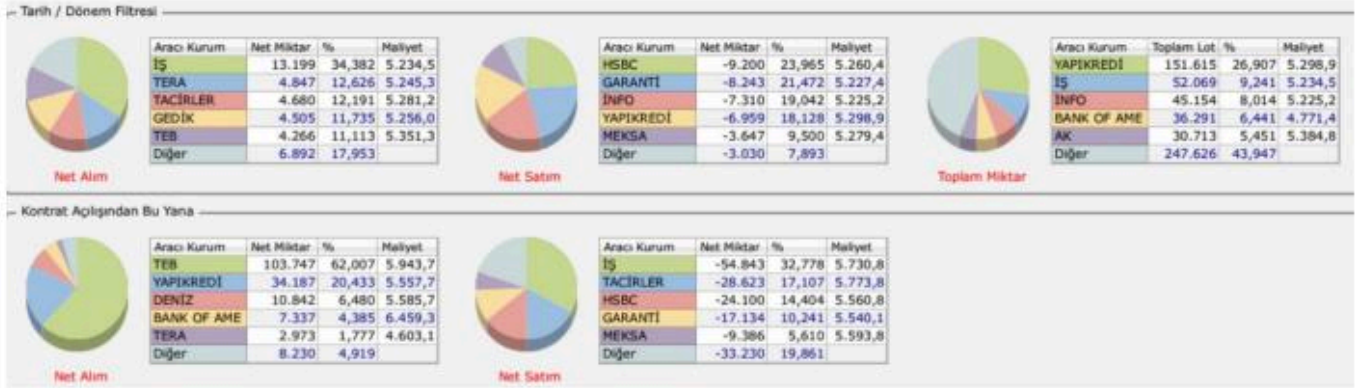 Tarih / Dönem Filtresi
Aracı Kurum Net Miktar % Maliyet
İŞ 13.199 34,382 5.234,5
TERA 4.847 12,626 5.245,3
TACİRLER 4.680 12,191 5.281,2
GEDİK 4.505 11,735 5.256,0
TEB 4.266 11,113 5.351,3
Diğer 6.892 17,953
Net Alım
Aracı Kurum Net Miktar % Maliyet
HSBC -9.200 23,965 5.260,4
GARANTİ -8.243 21,472 5.227,4
İNFO -7.310 19,042 5.225,2
YAPIKREDİ -6.959 18,128 5.298,9
MEKSA -3.647 9,500 5.279,4
Diğer -3.030 7,893
Net Satım
Aracı Kurum Toplam Lot % Maliyet
YAPIKREDİ 151.615 26,907 5.298,9
İŞ 52.069 9,241 5.234,5
İNFO 45.154 8,014 5.225,2
BANK OF AME 36.291 6,441 4.771,4
AK 30.713 5,451 5.384,8
Diğer 247.626 43,947
Toplam Miktar
Kontrat Açılışından Bu Yana
Aracı Kurum Net Miktar % Maliyet
TEB 103.747 62,007 5.943,7
YAPIKREDİ 34.187 20,433 5.557,7
DENİZ 10.842 6,480 5.585,7
BANK OF AME 7.337 4,385 6.459,3
TERA 2.973 1,777 4.603,1
Diğer 8.230 4,919
Net Alım
Aracı Kurum Net Miktar % Maliyet
İŞ -54.843 32,778 5.730,8
TACİRLER -28.623 17,107 5.773,8
HSBC -24.100 14,404 5.560,8
GARANTİ -17.134 10,241 5.540,1
MEKSA -9.386 5,610 5.593,8
Diğer -33.230 19,861
Net Satım